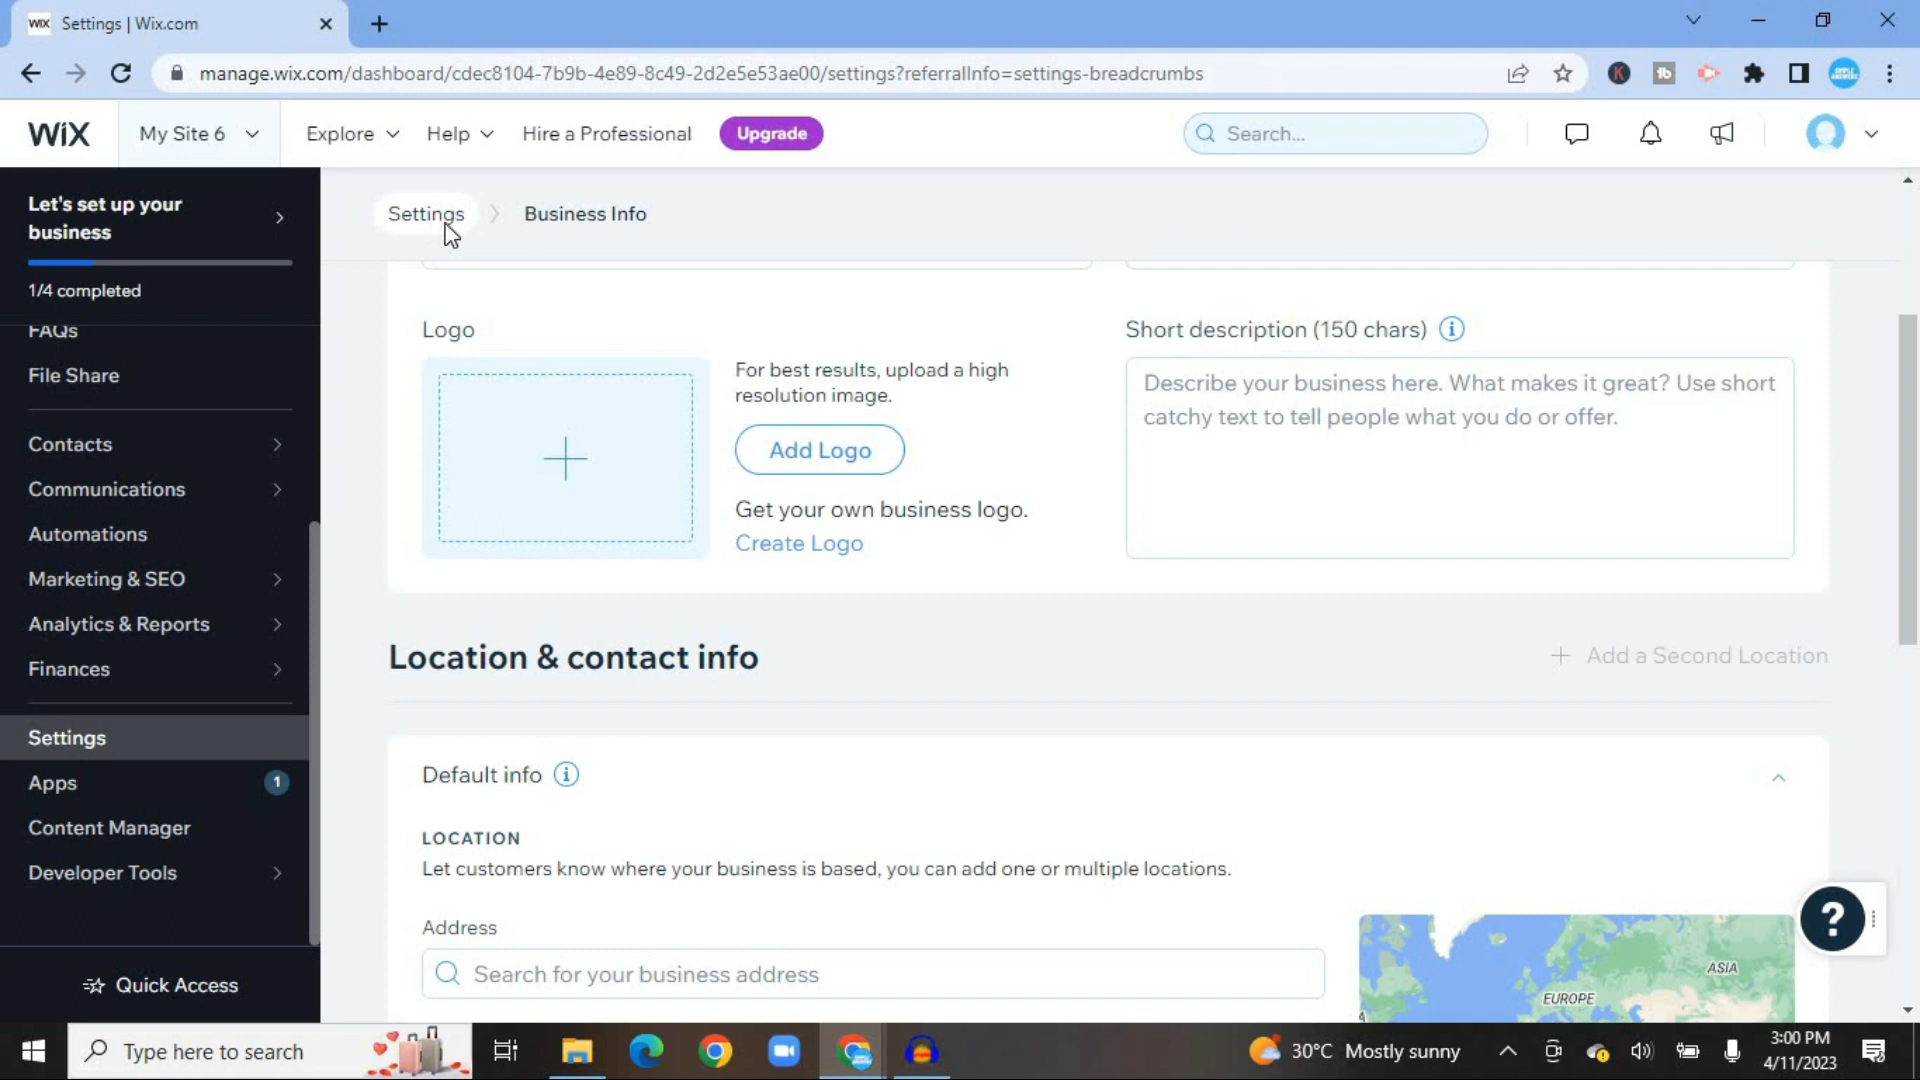 WIX Settings | Wix.com
manage.wix.com/dashboard/cdec8104-7b9b-4e89-8c49-2d2e5e53ae00/settings?referralInfo=settings-breadcrumbs
WiX
My Site 6
Explore
Help
Hire a Professional
Upgrade
Search...
Let's set up your
business
1/4 completed
FAQs
File Share
Contacts
Communications
Automations
Marketing & SEO
Analytics & Reports
Finances
Settings
Apps 1
Content Manager
Developer Tools
Quick Access
Settings
Business Info
Logo
For best results, upload a high
resolution image.
Add Logo
Get your own business logo.
Create Logo
Short description (150 chars)
Describe your business here. What makes it great? Use short
catchy text to tell people what you do or offer.
Location & contact info
+ Add a Second Location
Default info
LOCATION
Let customers know where your business is based, you can add one or multiple locations.
Address
Search for your business address
ASIA
EUROPE
?
Type here to search
30°C Mostly sunny
3:00 PM
4/11/2023